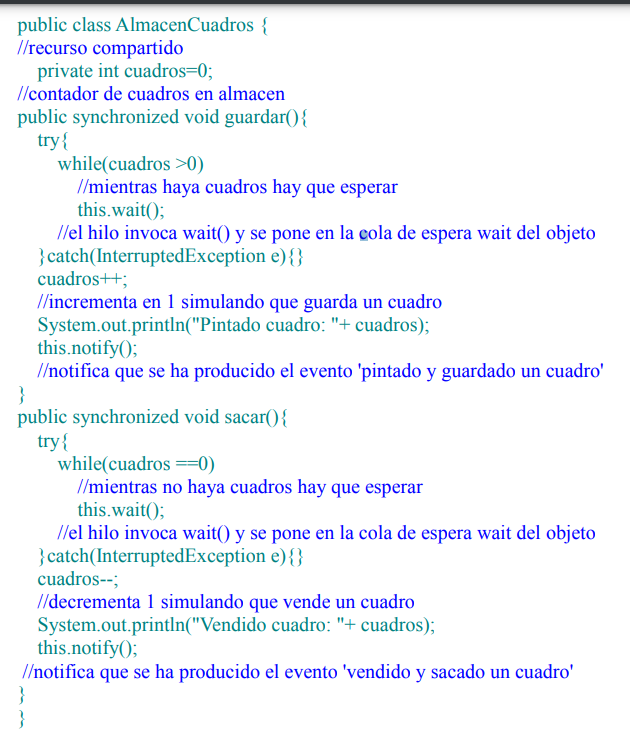 public class AlmacenCuadros {
//recurso compartido
private int cuadros=0;
//contador de cuadros en almacen
public synchronized void guardar(){
try{
while(cuadros >0)
//mientras haya cuadros hay que esperar
this.wait();
//el hilo invoca wait() y se pone en la cola de espera wait del objeto
}catch(InterruptedException e){}
cuadros++;
//incrementa en 1 simulando que guarda un cuadro
System.out.println("Pintado cuadro: "+ cuadros);
this.notify();
//notifica que se ha producido el evento 'pintado y guardado un cuadro'
}
public synchronized void sacar(){
try{
while(cuadros ==0)
//mientras no haya cuadros hay que esperar
this.wait();
//el hilo invoca wait() y se pone en la cola de espera wait del objeto
}catch(InterruptedException e){}
cuadros--;
//decrementa 1 simulando que vende un cuadro
System.out.println("Vendido cuadro: "+ cuadros);
this.notify();
//notifica que se ha producido el evento 'vendido y sacado un cuadro'
}
}